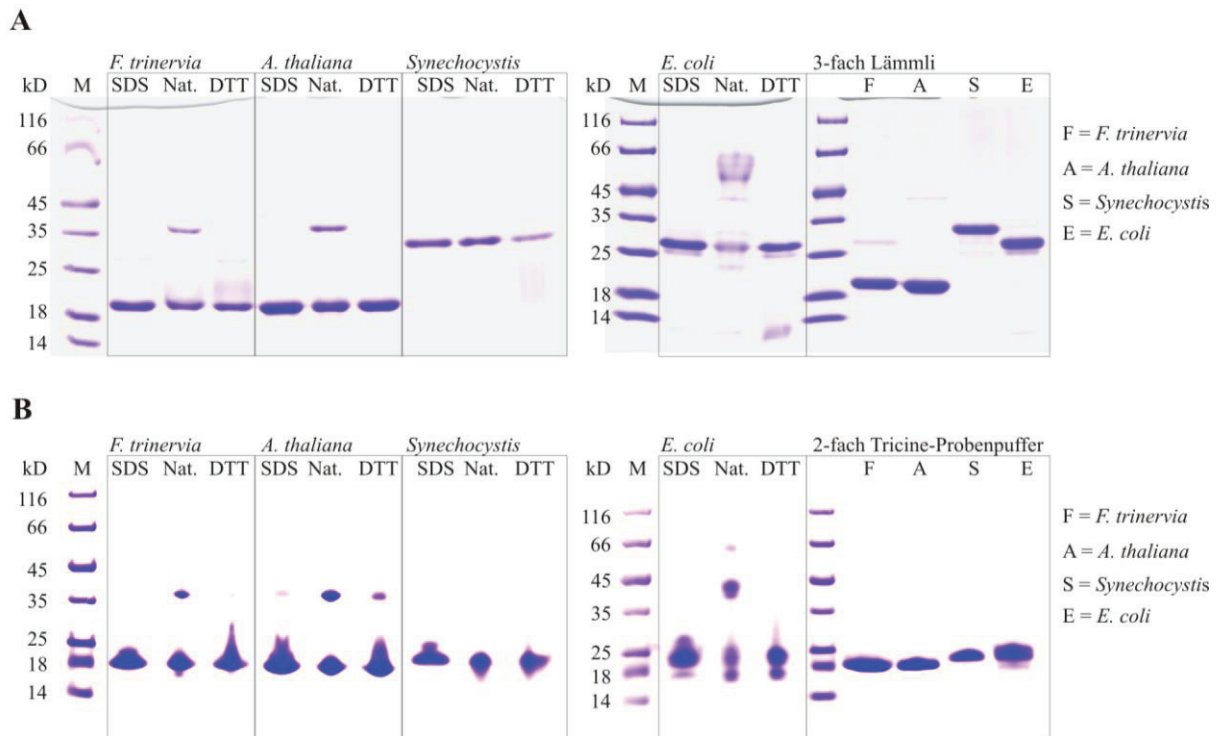 A
F. trinervia A. thaliana Synechocystis E. coli 3-fach Lämmli
kD M SDS Nat. DTT SDS Nat. DTT SDS Nat. DTT kD M SDS Nat. DTT F A S E
116 116
66 66 F = F. trinervia
45 45 A = A. thaliana
35 35 S = Synechocystis
25 25 E = E. coli
18 18
14 14
B
F. trinervia A. thaliana Synechocystis E. coli 2-fach Tricine-Probenpuffer
kD M SDS Nat. DTT SDS Nat. DTT SDS Nat. DTT kD M SDS Nat. DTT F A S E
116 116 F = F. trinervia
66 66 A = A. thaliana
45 45 S = Synechocystis
35 35 E = E. coli
25 25
18 18
14 14